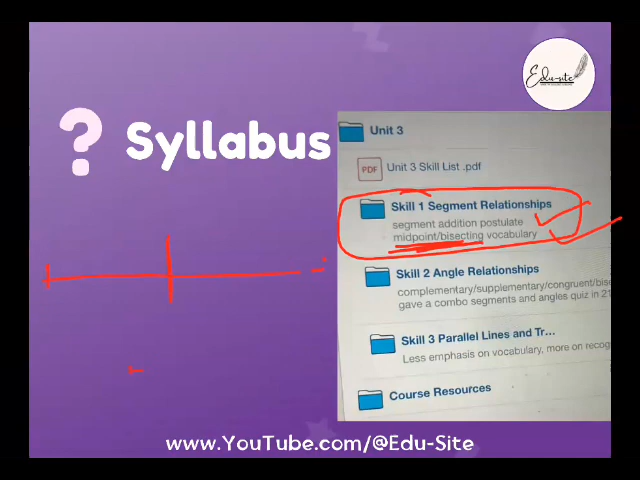 Edu-site
? Syllabus
Unit 3
PDF
Unit 3 Skill List .pdf
Skill 1 Segment Relationships
segment addition postulate
midpoint/bisecting vocabulary
Skill 2 Angle Relationships
complementary/supplementary/congruent/bise
gave a combo segments and angles quiz in 21
Skill 3 Parallel Lines and Tr...
Less emphasis on vocabulary, more on recog
Course Resources
www.YouTube.com/@Edu-Site